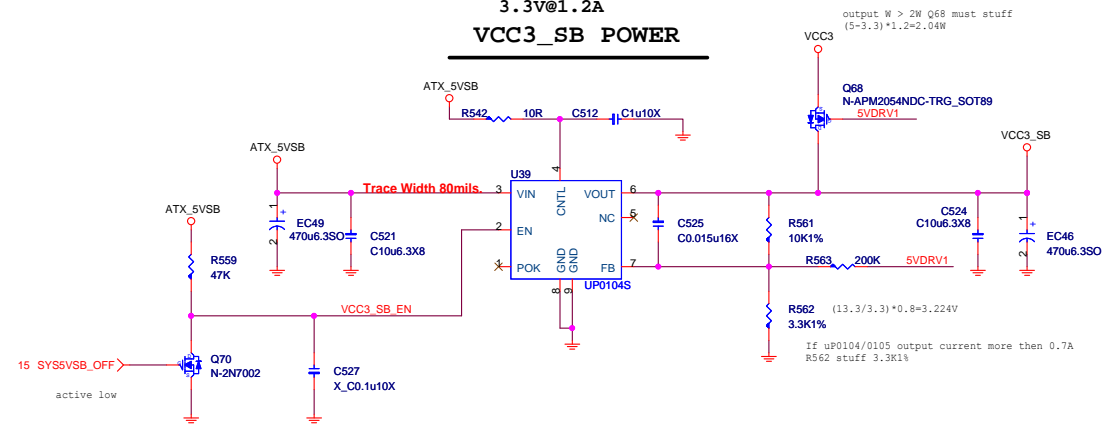 3.3V@1.2A
VCC3_SB POWER
output W > 2W Q68 must stuff
(5-3.3)*1.2=2.04W
VCC3
Q68
N-APM2054NDC-TRG_SOT89
5VDRV1
ATX_5VSB
R542
10R
C512
C1u10X
VCC3_SB
ATX_5VSB
Trace Width 80mils.
U39
3
VIN
4
CNTL
VOUT
6
NC
5
2
EN
1
POK
GND
GND
8
9
FB
7
UP0104S
1
2
EC49
470u6.3SO
C521
C10u6.3X8
C525
C0.015u16X
R561
10K1%
C524
C10u6.3X8
1
2
EC46
470u6.3SO
ATX_5VSB
R559
47K
R563
200K
5VDRV1
VCC3_SB_EN
R562
3.3K1%
(13.3/3.3)*0.8=3.224V
If uP0104/0105 output current more then 0.7A
R562 stuff 3.3K1%
15 SYS5VSB_OFF
active low
Q70
N-2N7002
C527
X_C0.1u10X